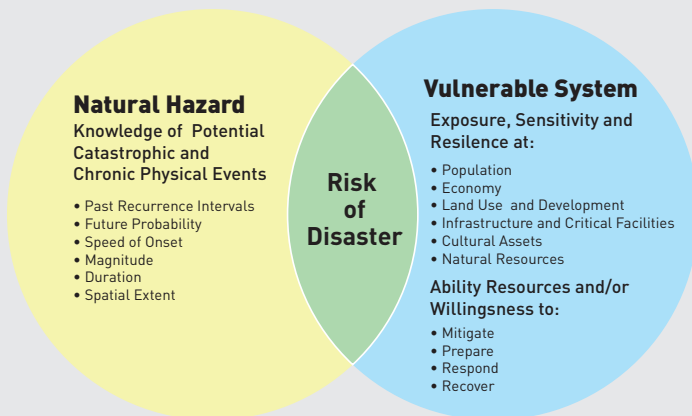 Natural Hazard
Knowledge of Potential
Catastrophic and
Chronic Physical Events
• Past Recurrence Intervals
• Future Probability
• Speed of Onset
• Magnitude
• Duration
• Spatial Extent
Risk
of
Disaster
Vulnerable System
Exposure, Sensitivity and
Resilence at:
• Population
• Economy
• Land Use and Development
• Infrastructure and Critical Facilities
• Cultural Assets
• Natural Resources
Ability Resources and/or
Willingsness to:
• Mitigate
• Prepare
• Respond
• Recover